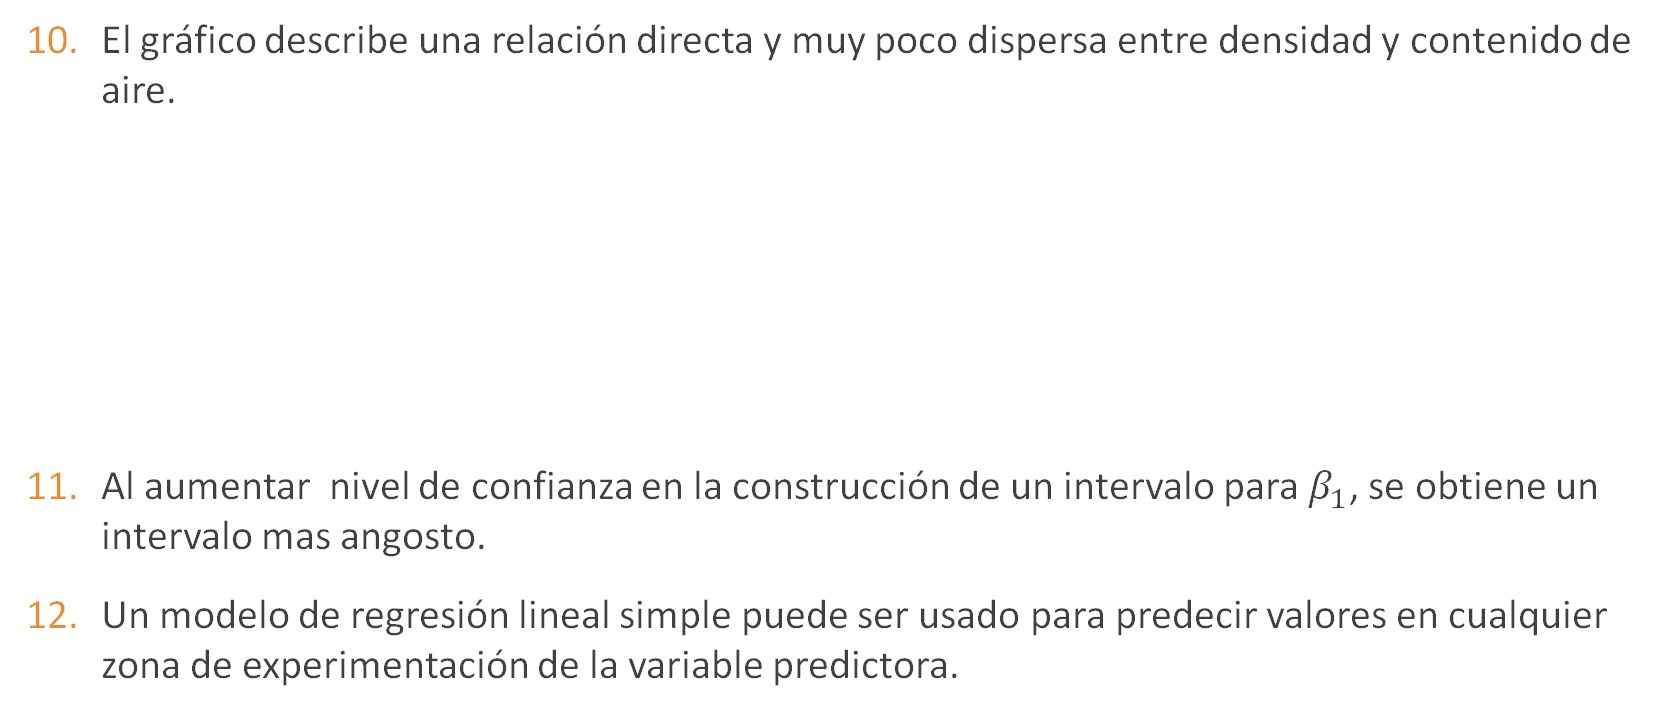 10. El gráfico describe una relación directa y muy poco dispersa entre densidad y contenido de
aire.
11. Al aumentar  nivel de confianza en la construcción de un intervalo para β₁, se obtiene un
intervalo mas angosto.
12. Un modelo de regresión lineal simple puede ser usado para predecir valores en cualquier
zona de experimentación de la variable predictora.